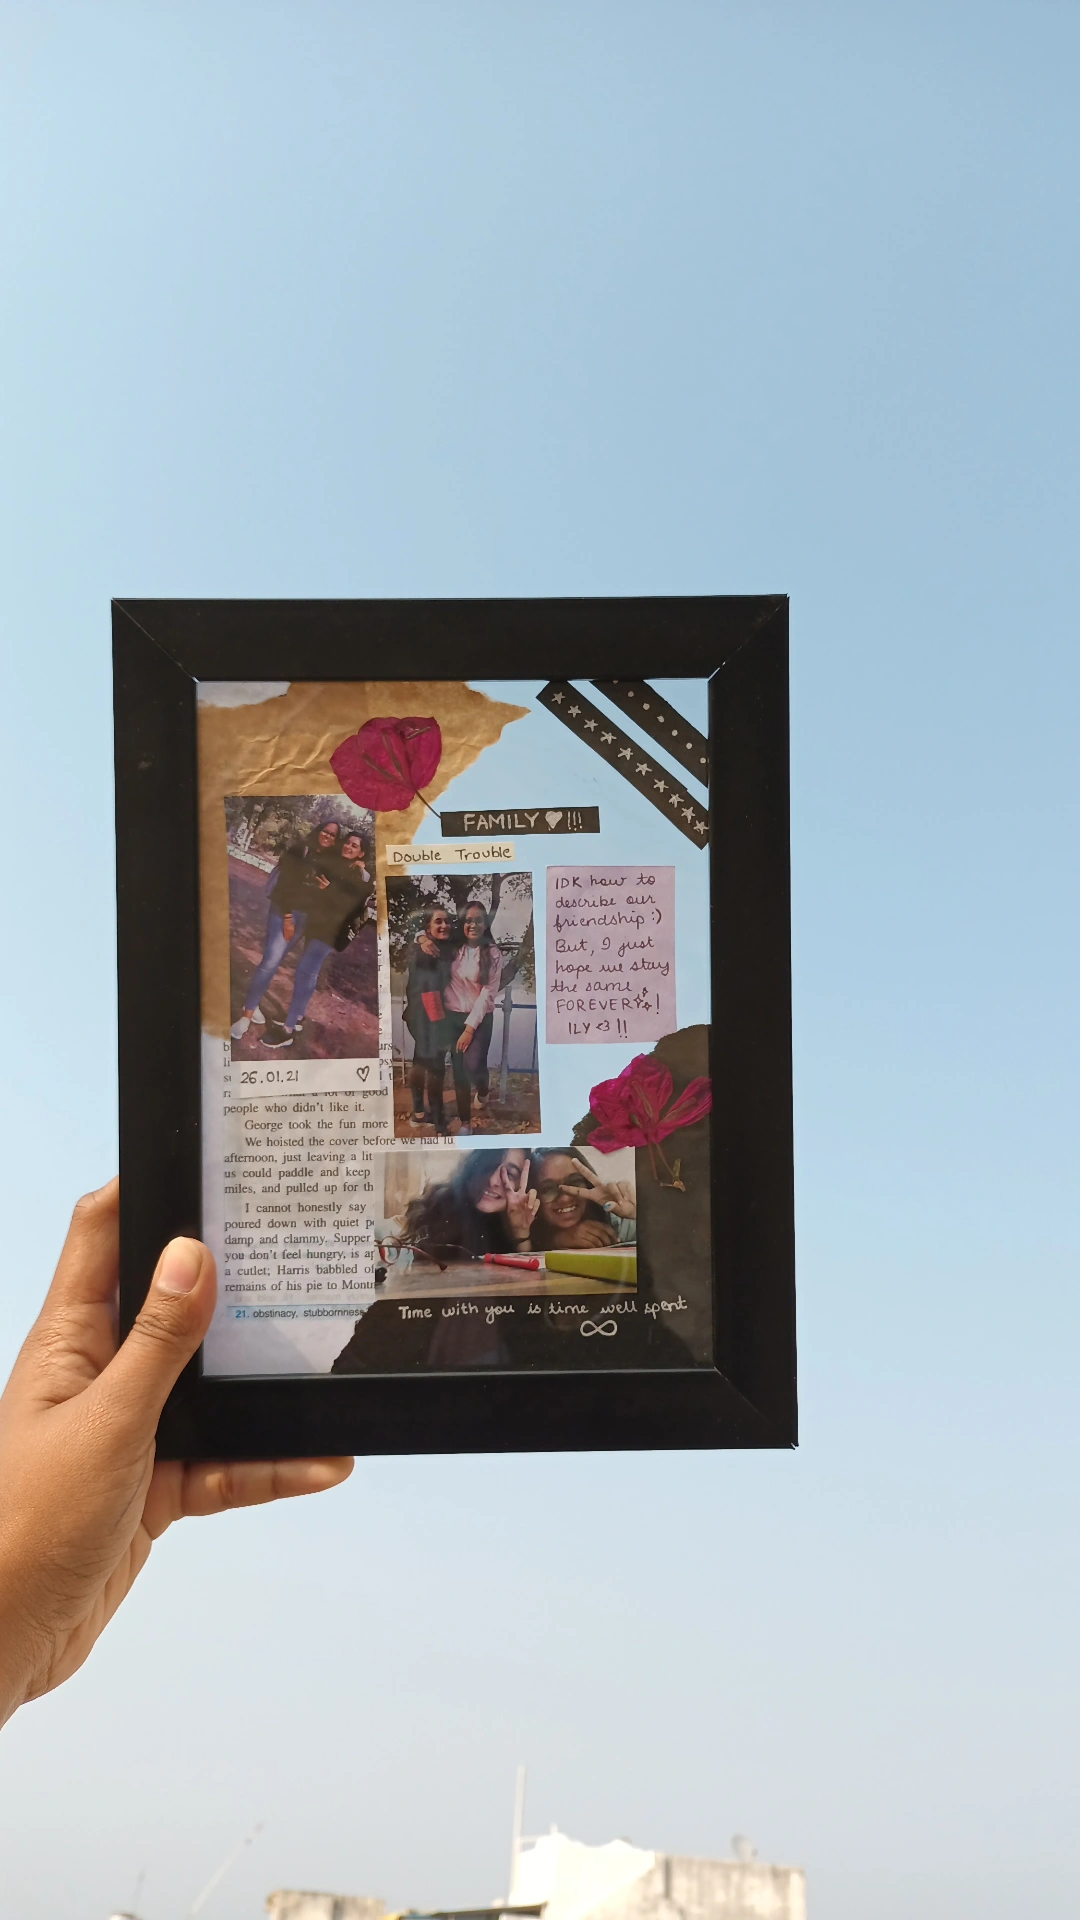 FAMILY♥!!!
Double Trouble
IDK how to
describe our
friendship :)
But, I just
hope we stay
the same
FOREVER!
ILY <3 !!
26.01.21 ♡
good
people who didn't like it.
George took the fun more
We hoisted the cover before we had
afternoon, just leaving a lit
us could paddle and keep
miles, and pulled up for th
I cannot honestly say
poured down with quiet p
damp and clammy. Supper
you don't feel hungry, is ap
a cutlet; Harris babbled of
remains of his pie to Montm
21. obstinacy, stubbornness
Time with you is time well spent
∞